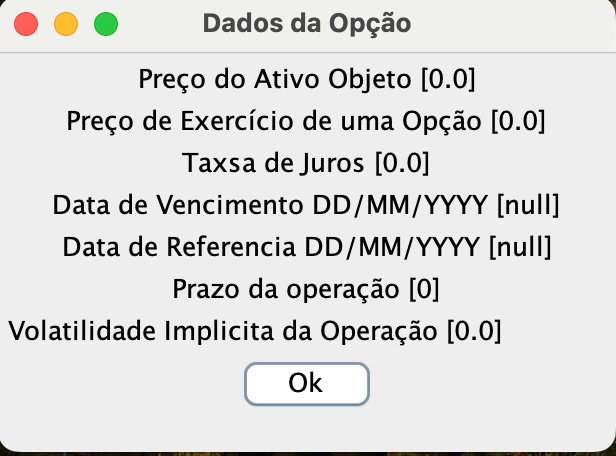 Dados da Opção
Preço do Ativo Objeto [0.0]
Preço de Exercício de uma Opção [0.0]
Taxsa de Juros [0.0]
Data de Vencimento DD/MM/YYYY [null]
Data de Referencia DD/MM/YYYY [null]
Prazo da operação [0]
Volatilidade Implicita da Operação [0.0]
Ok